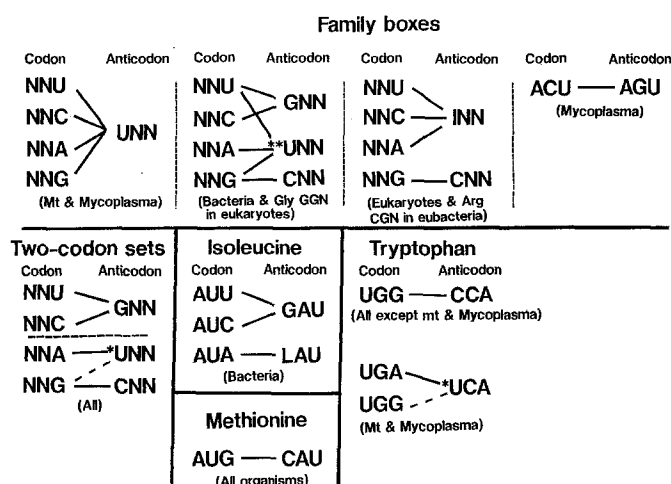 Family boxes
Codon Anticodon
NNU
NNC
NNA
NNG
UNN
(Mt & Mycoplasma)
Codon Anticodon
NNU
NNC
NNA
NNG
GNN
**UNN
CNN
(Bacteria & Gly GGN
in eukaryotes)
Codon Anticodon
NNU
NNC
NNA
NNG
INN
CNN
(Eukaryotes & Arg
CGN in eubacteria)
Codon Anticodon
ACU AGU
(Mycoplasma)
Two-codon sets
Codon Anticodon
NNU
NNC
GNN
NNA *UNN
NNG CNN
(All)
Isoleucine
Codon Anticodon
AUU
AUC
GAU
AUA LAU
(Bacteria)
Methionine
AUG CAU
(All organisms)
Tryptophan
Codon Anticodon
UGG CCA
(All except mt & Mycoplasma)
UGA
UGG
*UCA
(Mt & Mycoplasma)